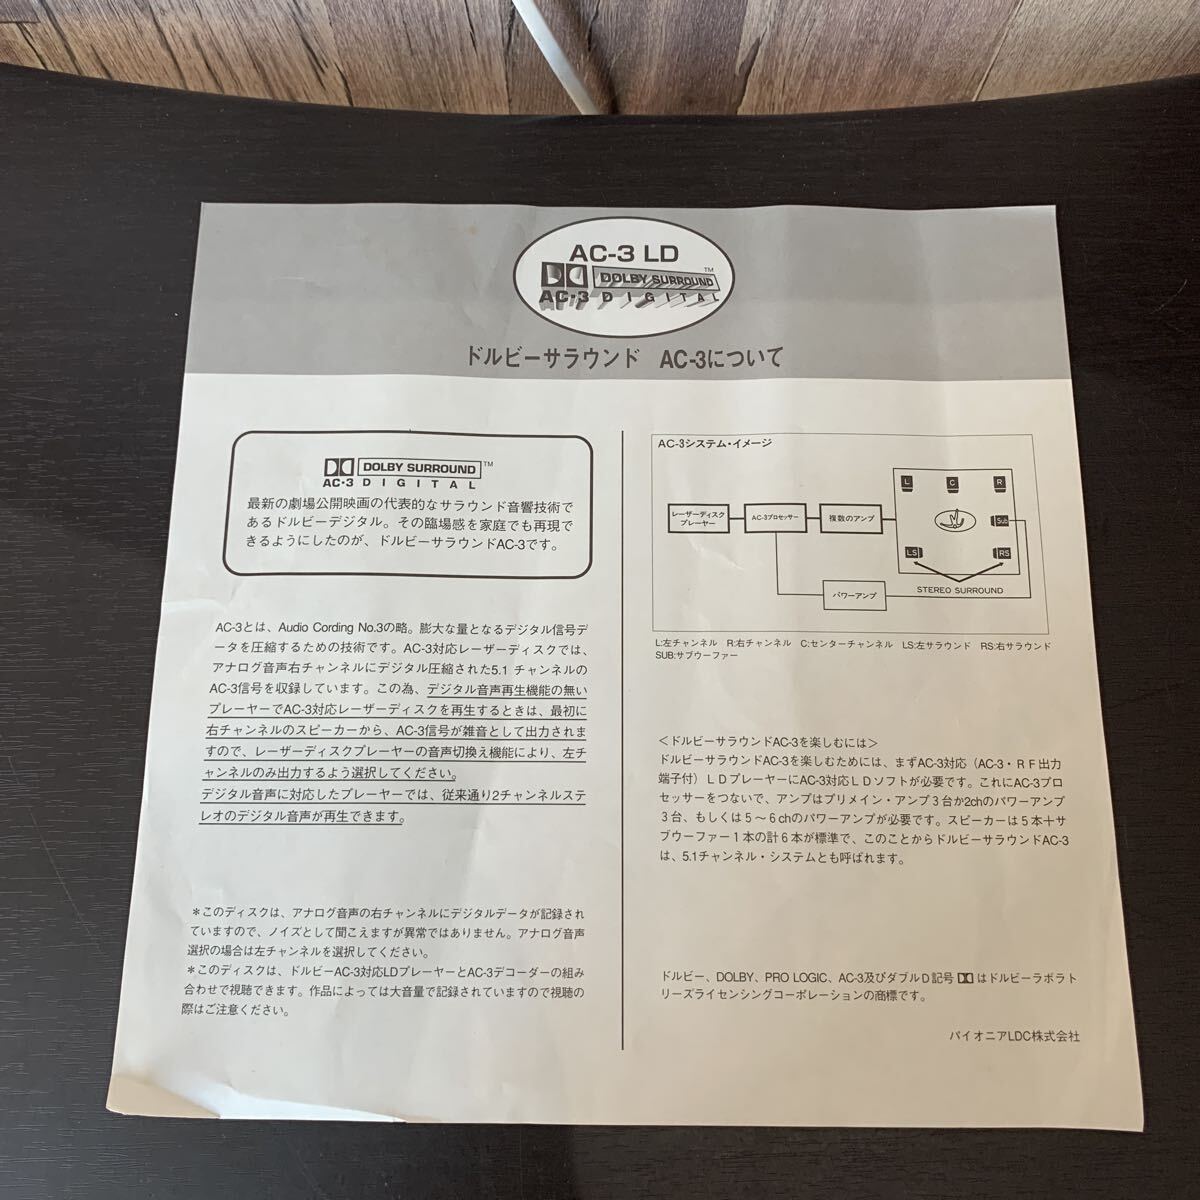 AC-3 LD
DOLBY SURROUND™
AC-3 DIGITAL
ドルビーサラウンド　AC-3について
DOLBY SURROUND™
AC-3 DIGITAL
最新の劇場公開映画の代表的なサラウンド音響技術で
あるドルビーデジタル。その臨場感を家庭でも再現で
きるようにしたのが、ドルビーサラウンドAC-3です。
AC-3とは、Audio Cording No.3の略。膨大な量となるデジタル信号デ
ータを圧縮するための技術です。AC-3対応レーザーディスクでは、
アナログ音声右チャンネルにデジタル圧縮された5.1チャンネルの
AC-3信号を収録しています。この為、デジタル音声再生機能の無い
プレーヤーでAC-3対応レーザーディスクを再生するときは、最初に
右チャンネルのスピーカーから、AC-3信号が雑音として出力されま
すので、レーザーディスクプレーヤーの音声切換え機能により、左チ
ャンネルのみ出力するよう選択してください。
デジタル音声に対応したプレーヤーでは、従来通り2チャンネルステ
レオのデジタル音声が再生できます。
＊このディスクは、アナログ音声の右チャンネルにデジタルデータが記録され
ていますので、ノイズとして聞こえますが異常ではありません。アナログ音声
選択の場合は左チャンネルを選択してください。
＊このディスクは、ドルビーAC-3対応LDプレーヤーとAC-3デコーダーの組み
合わせで視聴できます。作品によっては大音量で記録されていますので視聴の
際はご注意ください。
AC-3システム・イメージ
L C R
レーザーディスク
プレーヤー
AC-3プロセッサー
複数のアンプ
Sub
LS RS
パワーアンプ
STEREO SURROUND
L:左チャンネル　R:右チャンネル　C:センターチャンネル　LS:左サラウンド　RS:右サラウンド
SUB:サブウーファー
＜ドルビーサラウンドAC-3を楽しむには＞
ドルビーサラウンドAC-3を楽しむためには、まずAC-3対応（AC-3・RF出力
端子付）ＬＤプレーヤーにAC-3対応ＬＤソフトが必要です。これにAC-3プロ
セッサーをつないで、アンプはプリメイン・アンプ３台か2chのパワーアンプ
３台、もしくは５～６chのパワーアンプが必要です。スピーカーは５本＋サ
ブウーファー１本の計６本が標準で、このことからドルビーサラウンドAC-3
は、5.1チャンネル・システムとも呼ばれます。
ドルビー、DOLBY、PRO LOGIC、AC-3及びダブルＤ記号はドルビーラボラト
リーズライセンシングコーポレーションの商標です。
パイオニアLDC株式会社